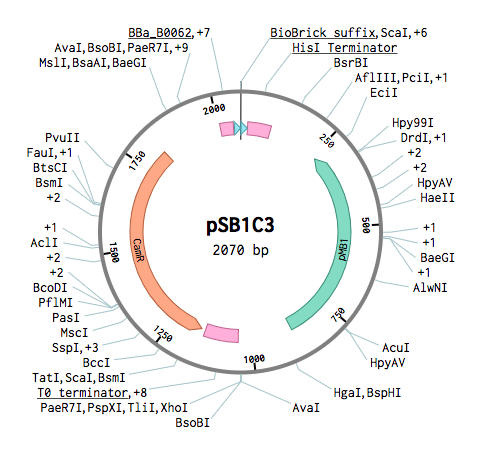 BBa_B0062, +7
AvaI, BsoBI, PaeR7I, +9
MslI, BsaAI, BaeGI
BioBrick suffix, ScaI, +6
HisI Terminator
BsrBI
AflIII, PciI, +1
EciI
Hpy99I
DrdI, +1
+2
+2
HpyAV
HaeII
+1
+1
BaeGI
+1
AlwNI
AcuI
HpyAV
HgaI, BspHI
AvaI
BsoBI
PaeR7I, PspXI, TliI, XhoI
T0 terminator, +8
TatI, ScaI, BsmI
BccI
SspI, +3
MscI
PasI
PflMI
BcoDI
+2
+2
AclI
+1
+2
BsmI
BtsCI
FauI, +1
PvuII
2000
250
500
750
1000
1250
1500
1750
CamR
pMB1
pSB1C3
2070 bp